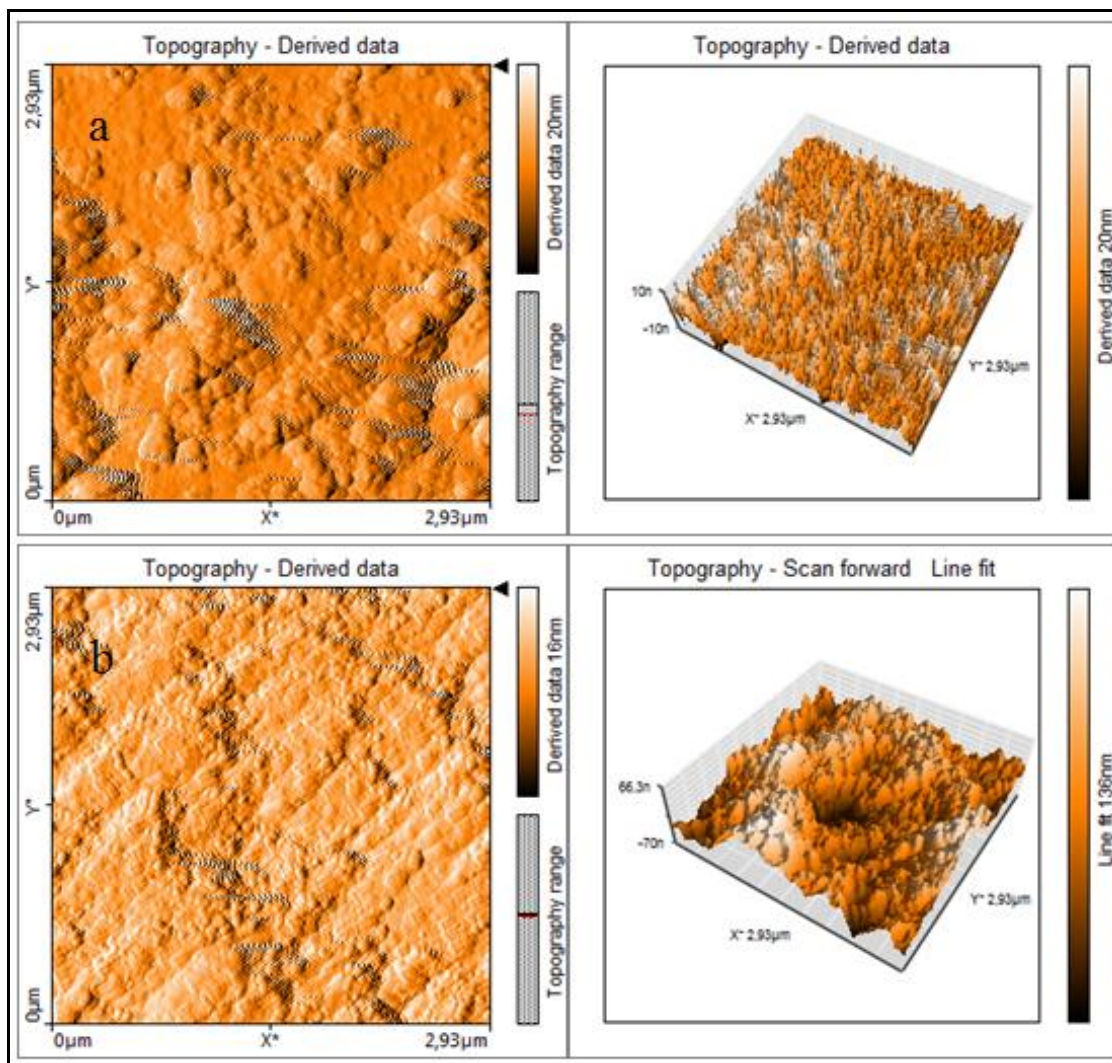 Topography - Derived data
2,93µm
Y*
0µm
a
0µm
X*
2,93µm
Derived data 20nm
Topography range
Topography - Derived data
10n
-10n
X* 2,93µm
Y* 2,93µm
Derived data 20nm
Topography - Derived data
2,93µm
Y*
0µm
b
0µm
X*
2,93µm
Derived data 16nm
Topography range
Topography - Scan forward Line fit
66,3n
-70n
X* 2,93µm
Y* 2,93µm
Line fit 136nm